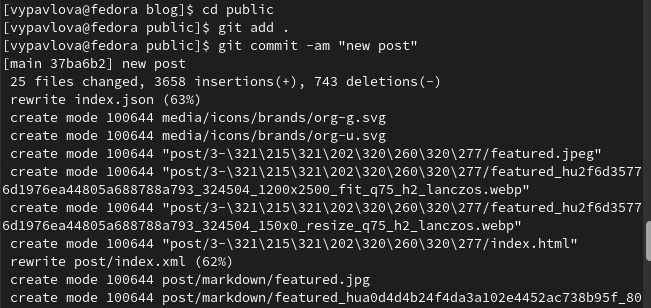 [vypavlova@fedora blog]$ cd public
[vypavlova@fedora public]$ git add .
[vypavlova@fedora public]$ git commit -am "new post"
[main 37ba6b2] new post
 25 files changed, 3658 insertions(+), 743 deletions(-)
 rewrite index.json (63%)
 create mode 100644 media/icons/brands/org-g.svg
 create mode 100644 media/icons/brands/org-u.svg
 create mode 100644 "post/3-\321\215\321\202\320\260\320\277/featured.jpeg"
 create mode 100644 "post/3-\321\215\321\202\320\260\320\277/featured_hu2f6d3577
6d1976ea44805a688788a793_324504_1200x2500_fit_q75_h2_lanczos.webp"
 create mode 100644 "post/3-\321\215\321\202\320\260\320\277/featured_hu2f6d3577
6d1976ea44805a688788a793_324504_150x0_resize_q75_h2_lanczos.webp"
 create mode 100644 "post/3-\321\215\321\202\320\260\320\277/index.html"
 rewrite post/index.xml (62%)
 create mode 100644 post/markdown/featured.jpg
 create mode 100644 post/markdown/featured_hua0d4d4b24f4da3a102e4452ac738b95f_80